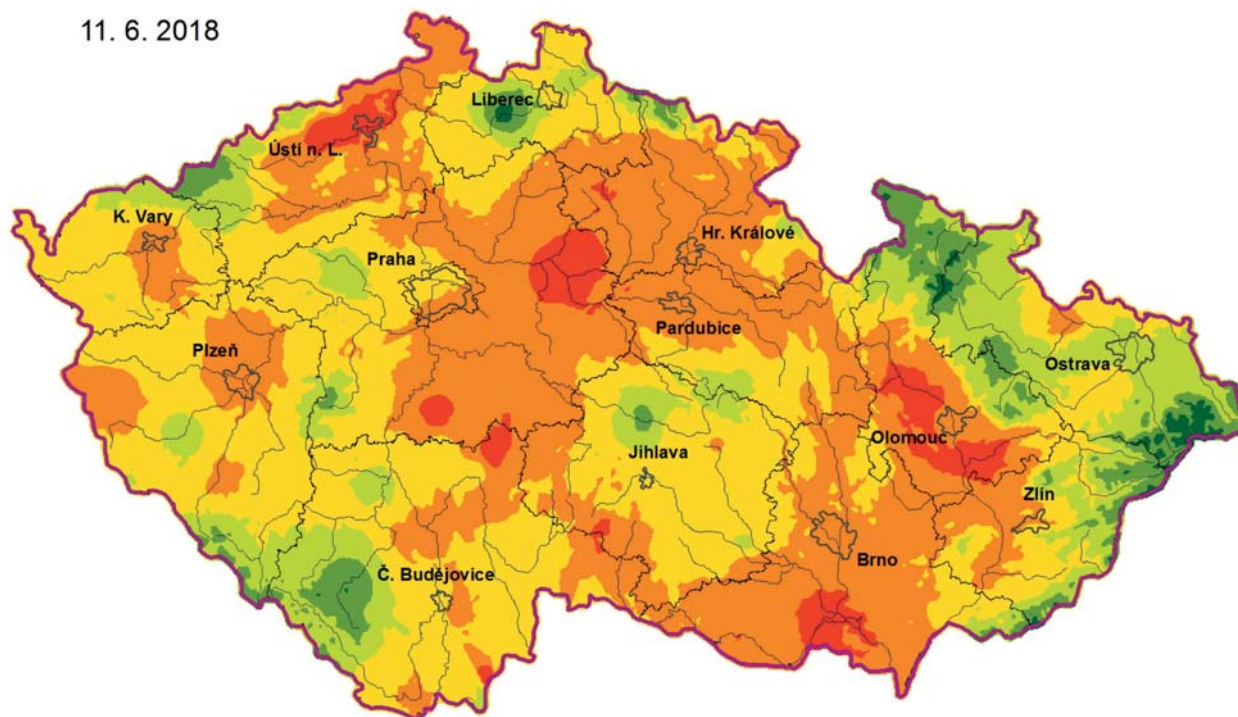 11. 6. 2018
Liberec
Ústí n. L.
K. Vary
Praha
Hr. Králové
Pardubice
Plzeň
Ostrava
Olomouc
Jihlava
Zlín
Brno
Č. Budějovice